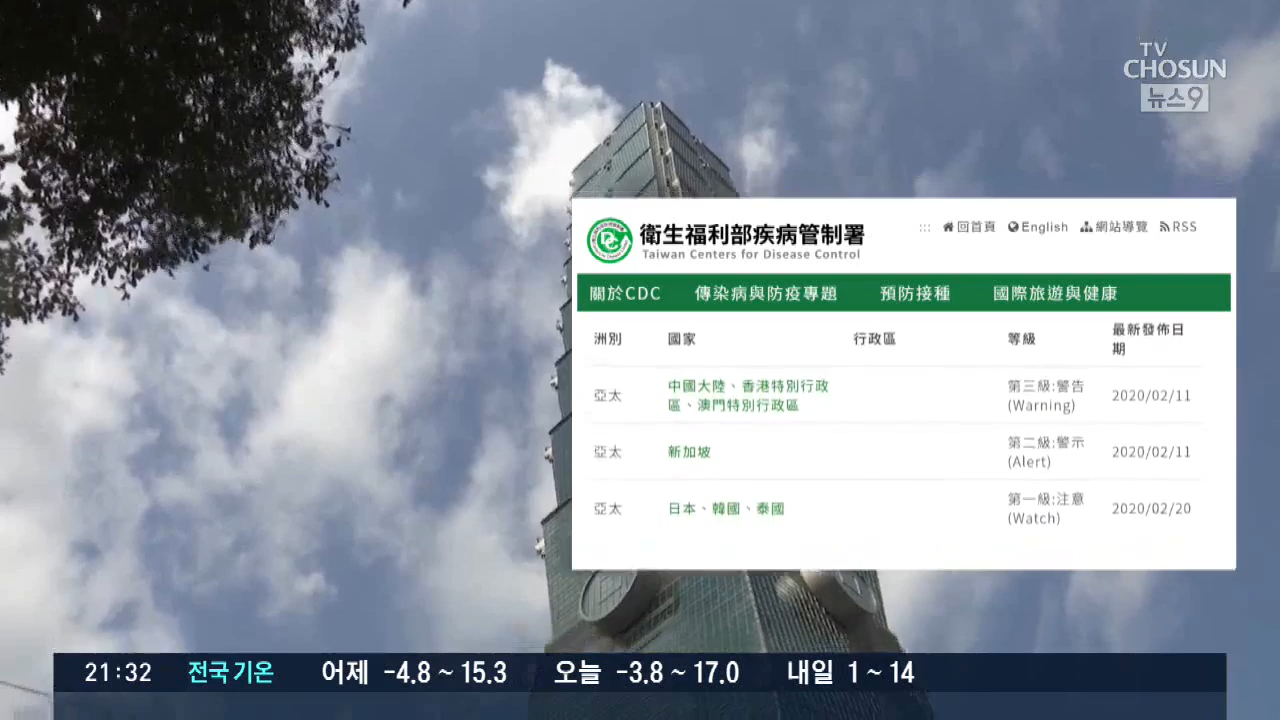 TV
CHOSUN
뉴스9
衛生福利部疾病管制署
Taiwan Centers for Disease Control
::: 回首頁 English 網站導覽 RSS
關於CDC 傳染病與防疫專題 預防接種 國際旅遊與健康
洲別 國家 行政區 等級 最新發佈日
期
亞太 中國大陸、香港特別行政
區、澳門特別行政區 第三級:警告
(Warning) 2020/02/11
亞太 新加坡 第二級:警示
(Alert) 2020/02/11
亞太 日本、韓國、泰國 第一級:注意
(Watch) 2020/02/20
21:32 전국기온 어제 -4.8 ~ 15.3 오늘 -3.8 ~ 17.0 내일 1 ~ 14